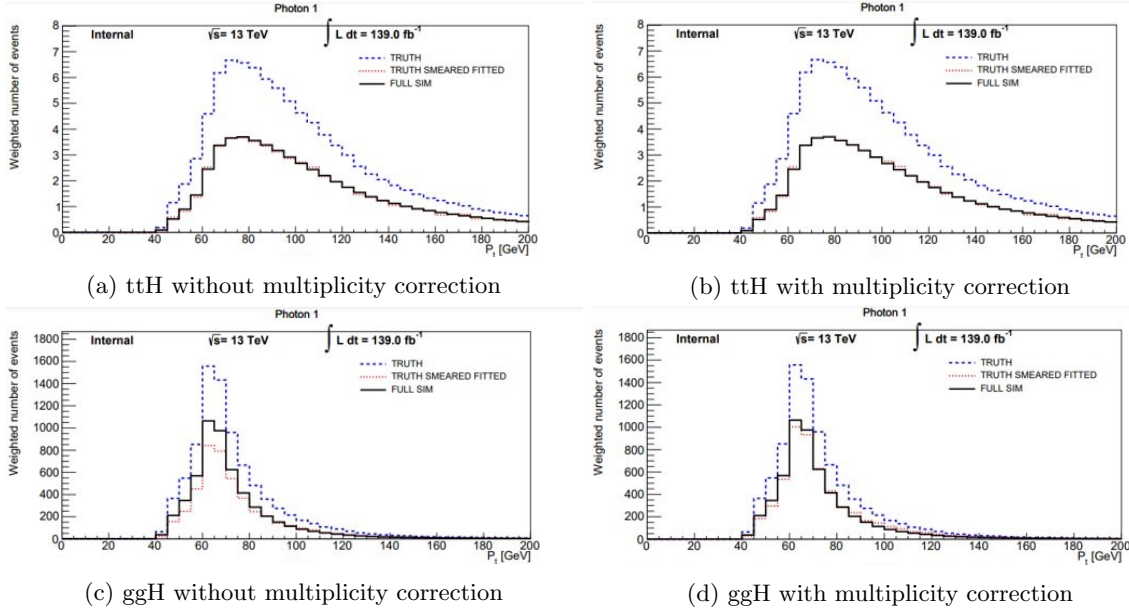 Photon 1
Internal
√s= 13 TeV
∫ L dt = 139.0 fb⁻¹
TRUTH
TRUTH SMEARED FITTED
FULL SIM
Weighted number of events
8
7
6
5
4
3
2
1
0
0 20 40 60 80 100 120 140 160 180 200
Pt [GeV]
(a) ttH without multiplicity correction
Photon 1
Internal
√s= 13 TeV
∫ L dt = 139.0 fb⁻¹
TRUTH
TRUTH SMEARED FITTED
FULL SIM
Weighted number of events
8
7
6
5
4
3
2
1
0
0 20 40 60 80 100 120 140 160 180 200
Pt [GeV]
(b) ttH with multiplicity correction
Photon 1
Internal
√s= 13 TeV
∫ L dt = 139.0 fb⁻¹
TRUTH
TRUTH SMEARED FITTED
FULL SIM
Weighted number of events
1800
1600
1400
1200
1000
800
600
400
200
0
0 20 40 60 80 100 120 140 160 180 200
Pt [GeV]
(c) ggH without multiplicity correction
Photon 1
Internal
√s= 13 TeV
∫ L dt = 139.0 fb⁻¹
TRUTH
TRUTH SMEARED FITTED
FULL SIM
Weighted number of events
1800
1600
1400
1200
1000
800
600
400
200
0
0 20 40 60 80 100 120 140 160 180 200
Pt [GeV]
(d) ggH with multiplicity correction